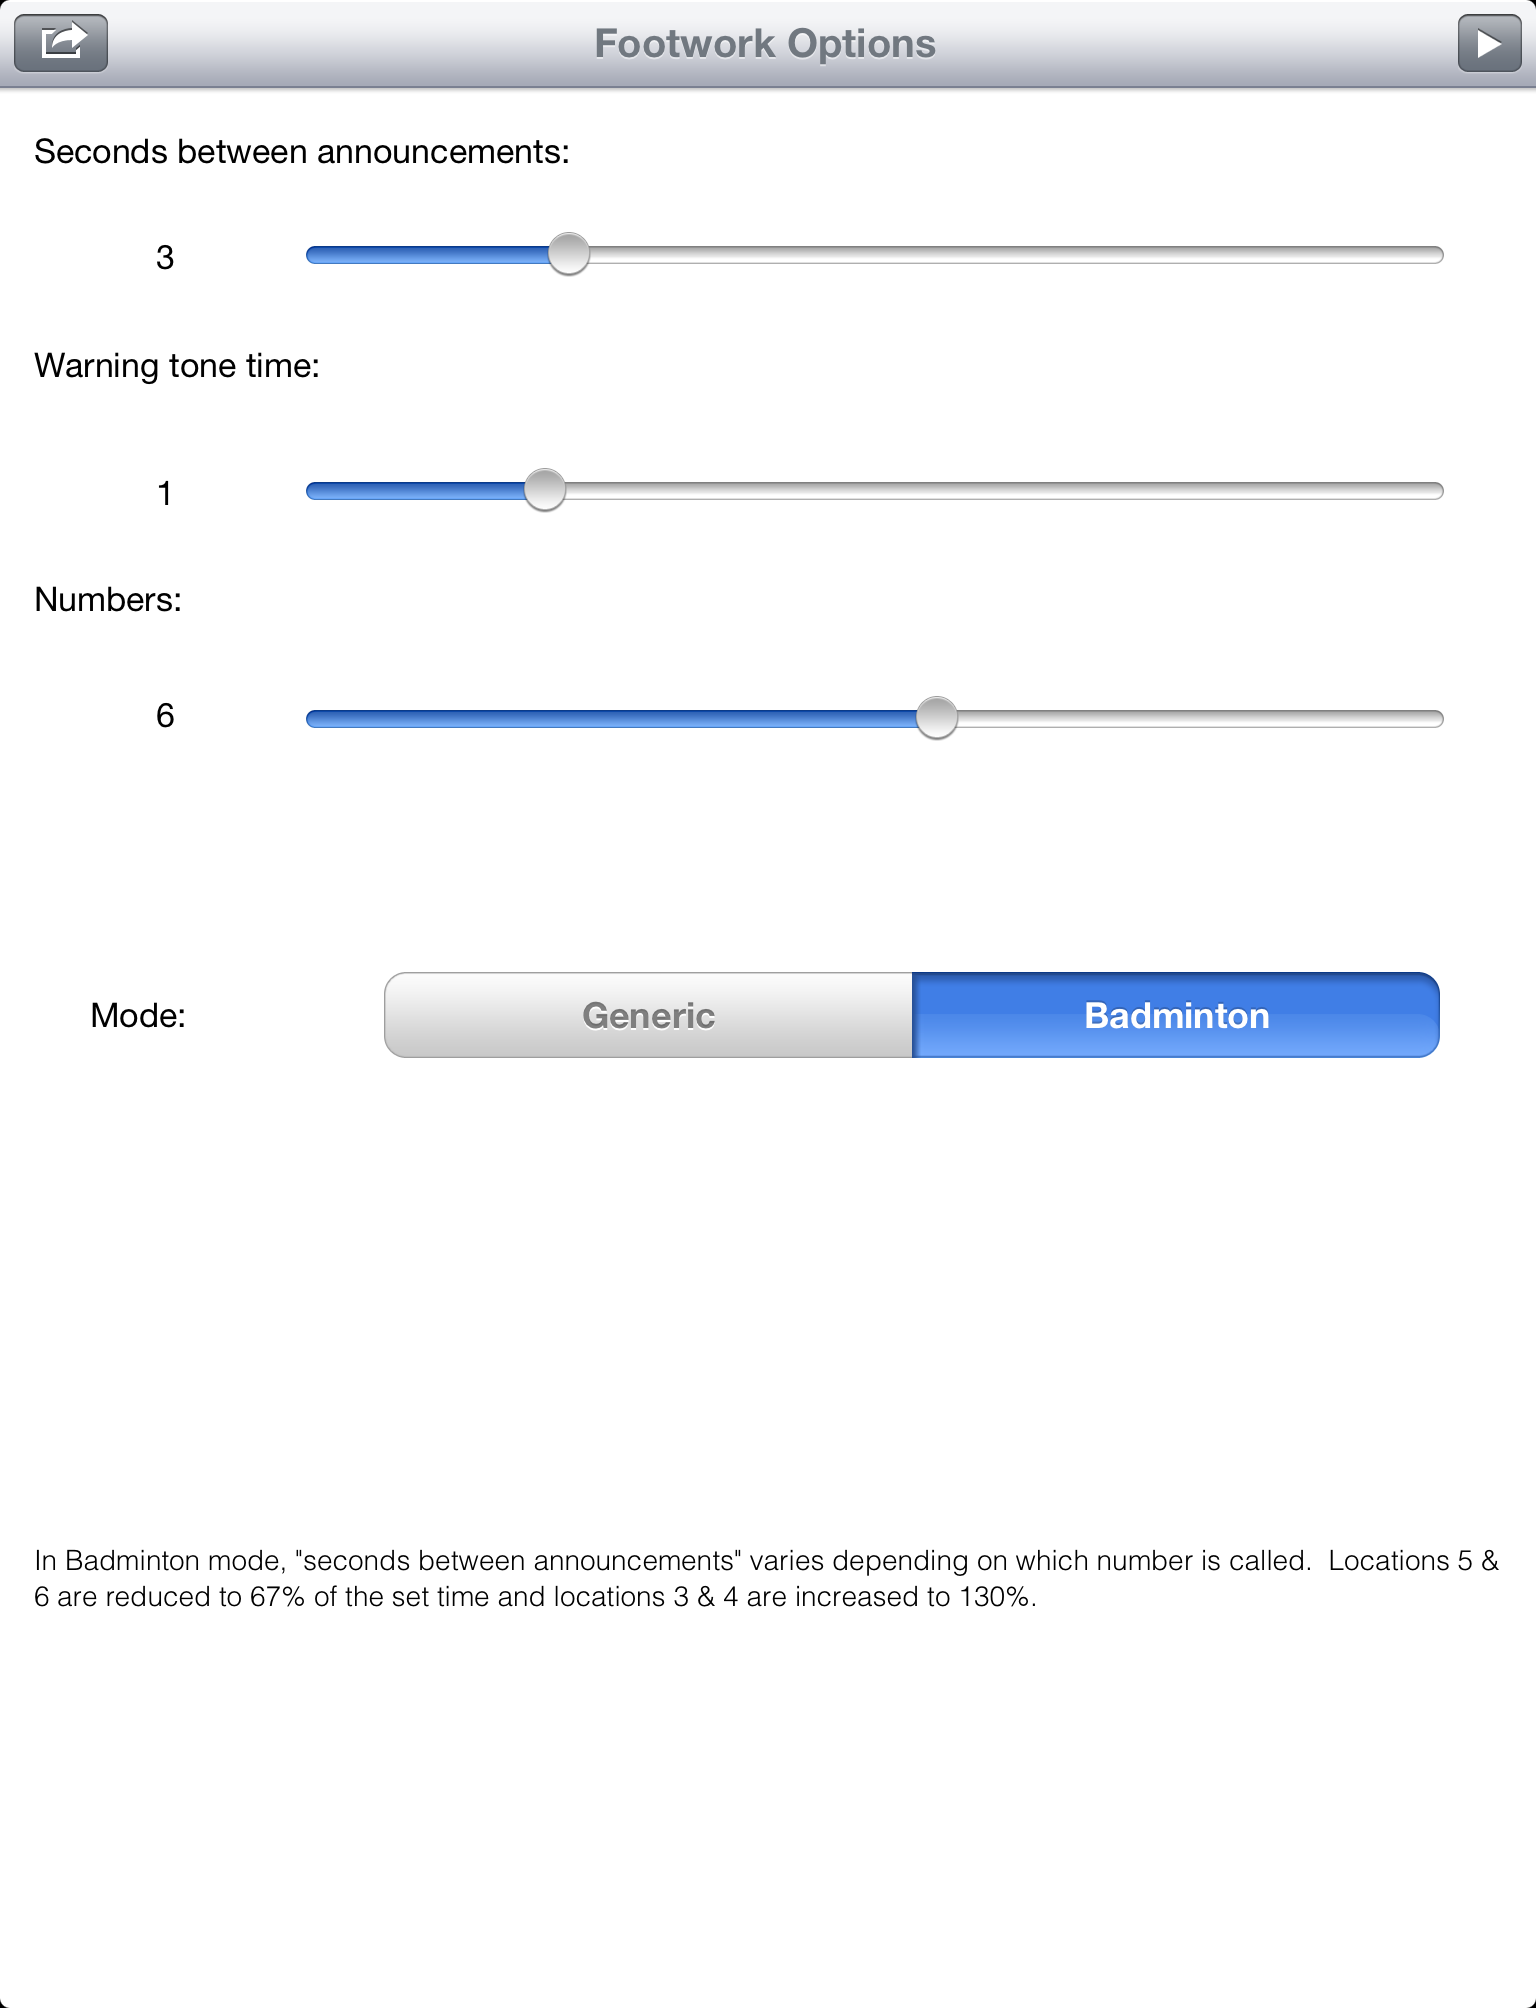 Footwork Options
Seconds between announcements:
3
Warning tone time:
1
Numbers:
6
Mode:
Generic
Badminton
In Badminton mode, "seconds between announcements" varies depending on which number is called.  Locations 5 &
6 are reduced to 67% of the set time and locations 3 & 4 are increased to 130%.